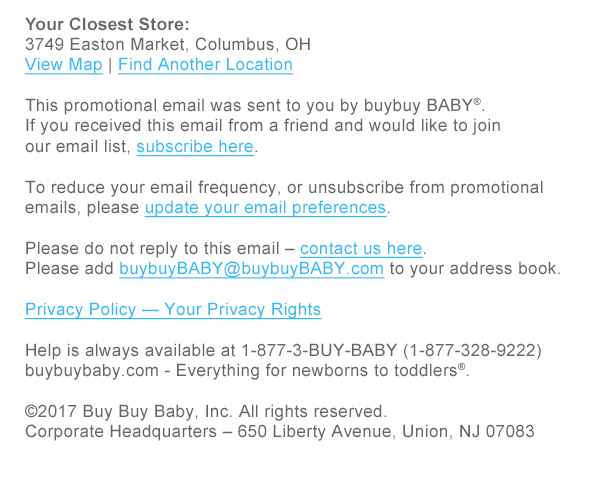 Your Closest Store:
3749 Easton Market, Columbus, OH
View Map | Find Another Location
This promotional email was sent to you by buybuy BABY®.
If you received this email from a friend and would like to join
our email list, subscribe here.
To reduce your email frequency, or unsubscribe from promotional
emails, please update your email preferences.
Please do not reply to this email – contact us here.
Please add buybuyBABY@buybuyBABY.com to your address book.
Privacy Policy — Your Privacy Rights
Help is always available at 1-877-3-BUY-BABY (1-877-328-9222)
buybuybaby.com - Everything for newborns to toddlers®.
©2017 Buy Buy Baby, Inc. All rights reserved.
Corporate Headquarters – 650 Liberty Avenue, Union, NJ 07083